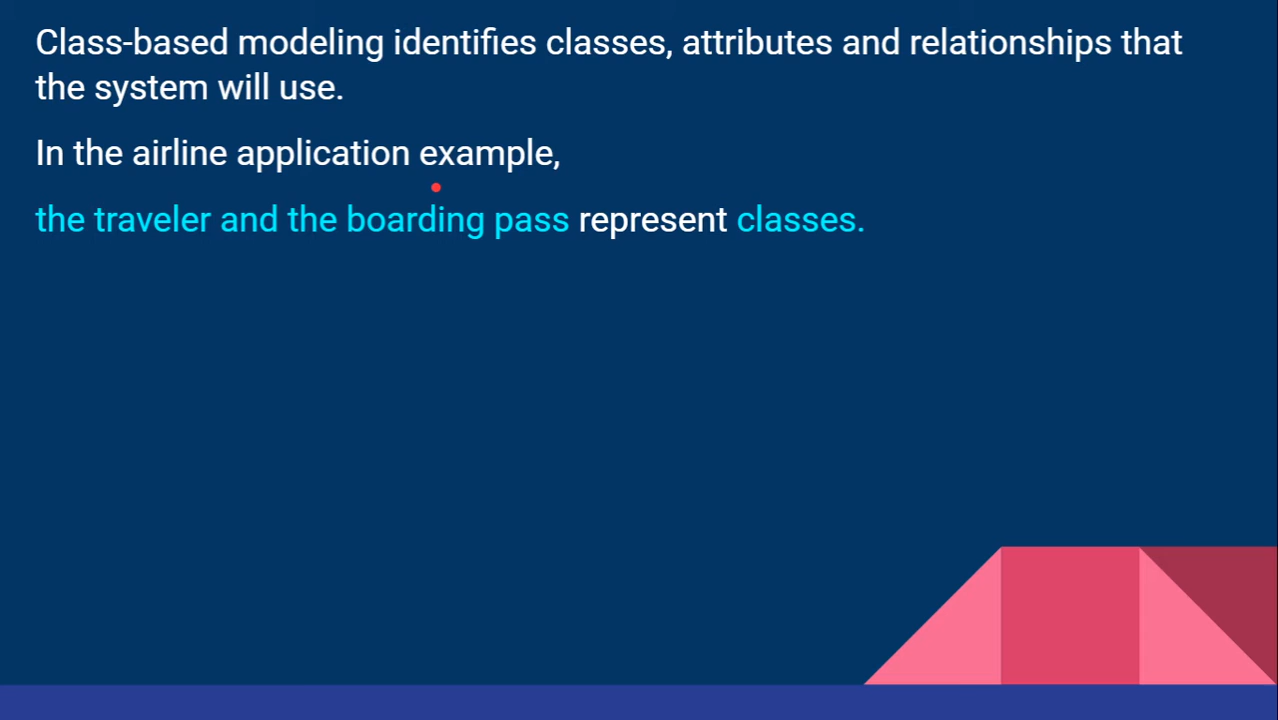 Class-based modeling identifies classes, attributes and relationships that
the system will use.
In the airline application example,
the traveler and the boarding pass represent classes.